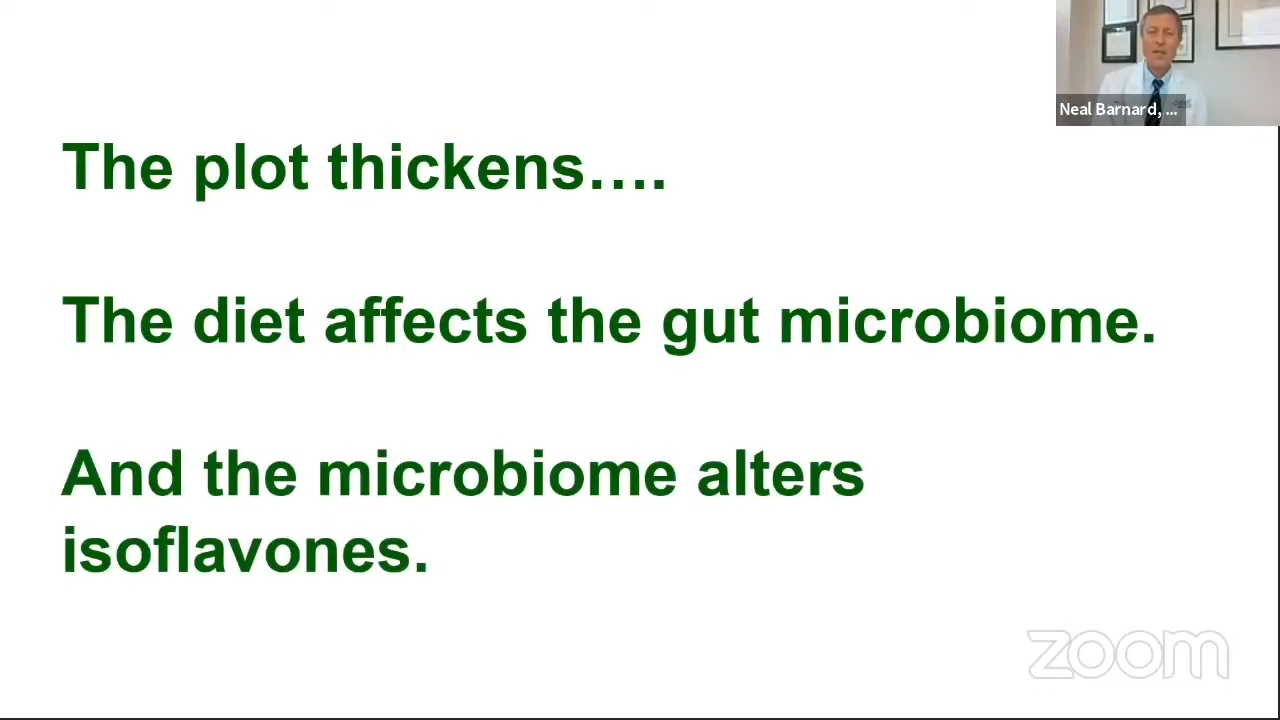 Neal Barnard, ...
The plot thickens....
The diet affects the gut microbiome.
And the microbiome alters
isoflavones.
zoom